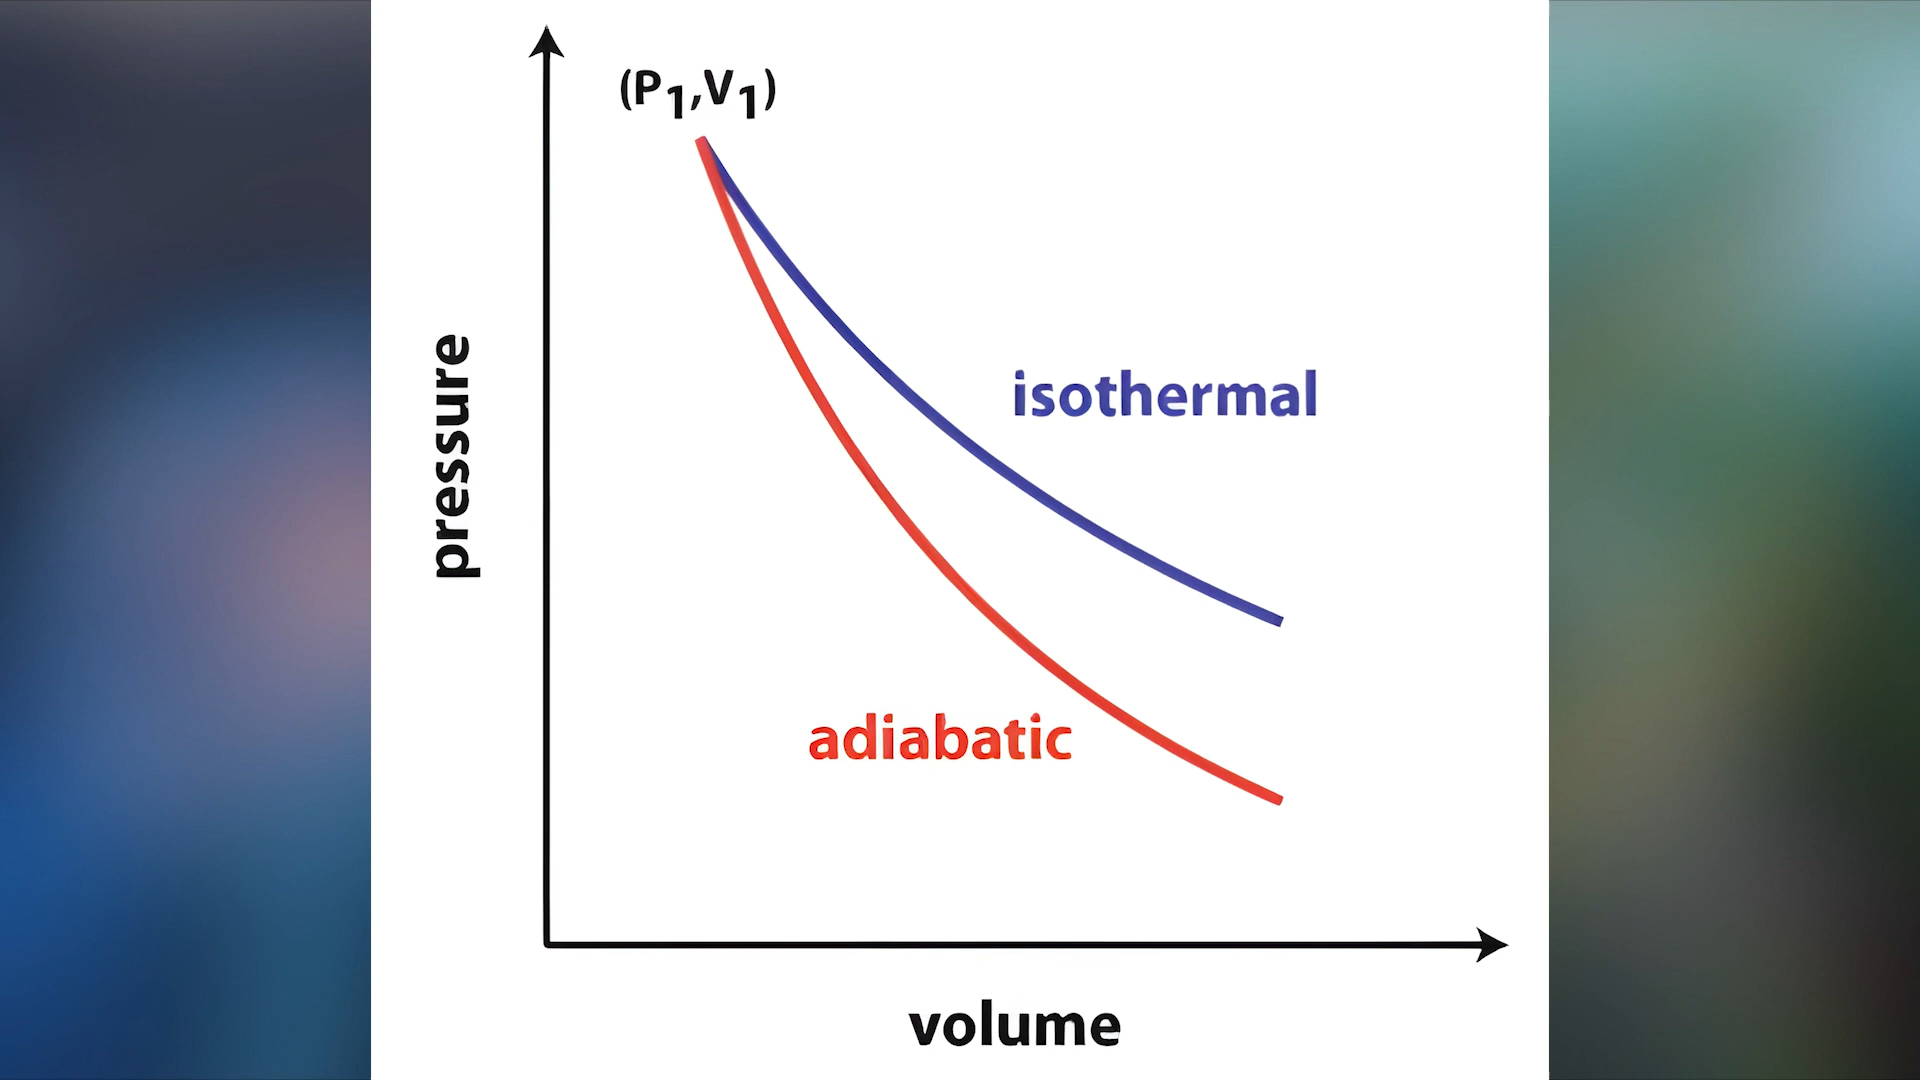 (P1,V1)
pressure
isothermal
adiabatic
volume